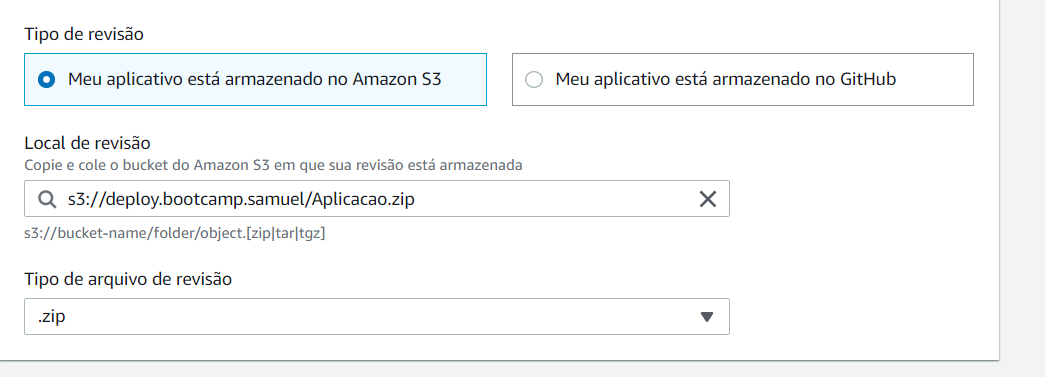 Tipo de revisão
Meu aplicativo está armazenado no Amazon S3
Meu aplicativo está armazenado no GitHub
Local de revisão
Copie e cole o bucket do Amazon S3 em que sua revisão está armazenada
s3://deploy.bootcamp.samuel/Aplicacao.zip
s3://bucket-name/folder/object.[zip|tar|tgz]
Tipo de arquivo de revisão
.zip